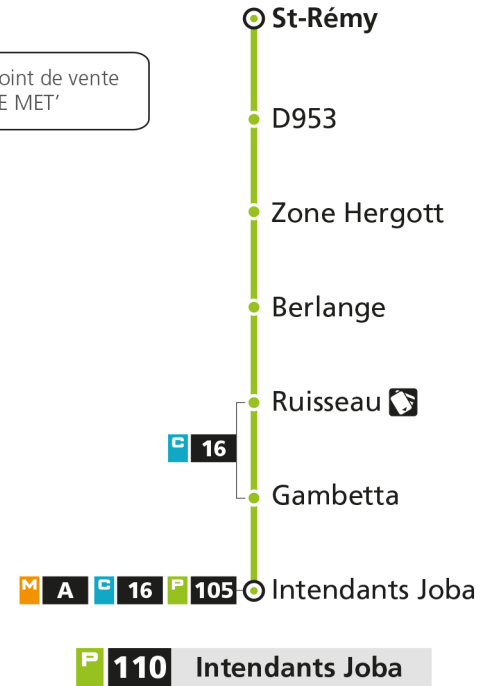 St-Rémy
oint de vente
E MET’
D953
Zone Hergott
Berlange
Ruisseau
C 16
Gambetta
M A C 16 P 105 Intendants Joba
P 110 Intendants Joba